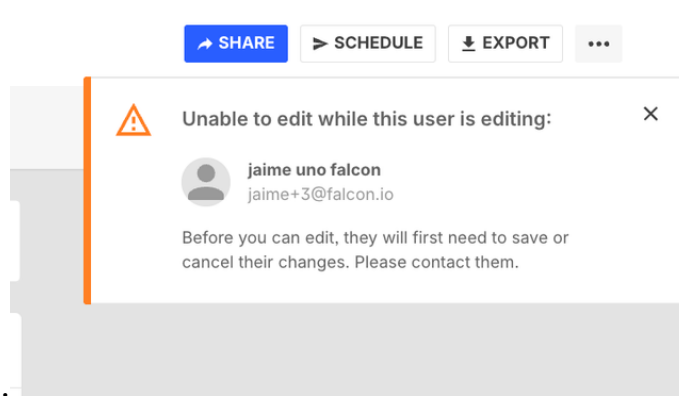 SHARE
SCHEDULE
EXPORT
Unable to edit while this user is editing:
jaime uno falcon
jaime+3@falcon.io
Before you can edit, they will first need to save or
cancel their changes. Please contact them.